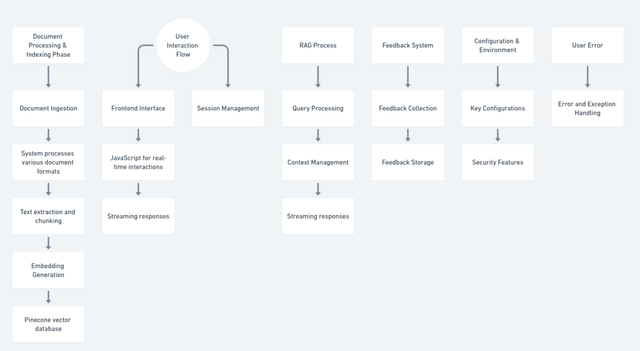 Document
Processing &
Indexing Phase
Document Ingestion
System processes
various document
formats
Text extraction and
chunking
Embedding
Generation
Pinecone vector
database
User
Interaction
Flow
Frontend Interface
JavaScript for real-
time interactions
Streaming responses
Session Management
RAG Process
Query Processing
Context Management
Streaming responses
Feedback System
Feedback Collection
Feedback Storage
Configuration &
Environment
Key Configurations
Security Features
User Error
Error and Exception
Handling